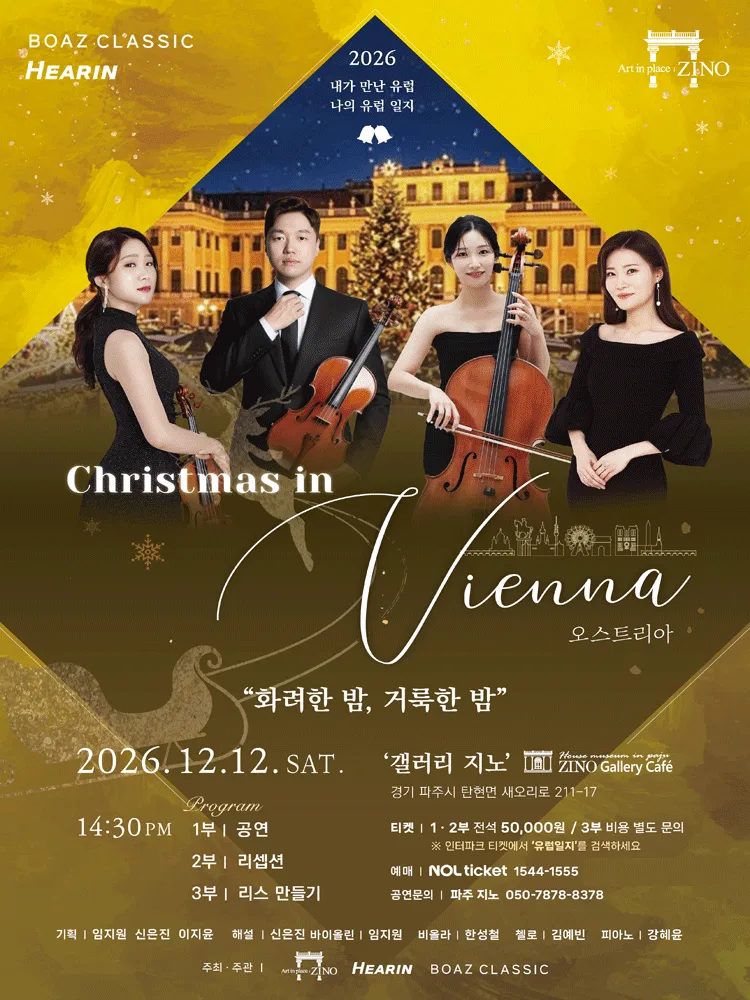 BOAZ CLASSIC
HEARIN
Art in place : ZINO
2026
내가 만난 유럽
나의 유럽 일지
Christmas in
Vienna
오스트리아
“화려한 밤, 거룩한 밤”
2026.12.12. SAT.
‘갤러리 지노’ House museum in paju ZINO Gallery Café
경기 파주시 탄현면 새오리로 211-17
Program
14:30PM
1부 | 공연
2부 | 리셉션
3부 | 리스 만들기
티켓 | 1 · 2부 전석 50,000원 / 3부 비용 별도 문의
※ 인터파크 티켓에서 '유럽일지'를 검색하세요
예매 | NOL ticket 1544-1555
공연문의 | 파주 지노 050-7878-8378
기획 | 임지원 신은진 이지윤 해설 | 신은진 바이올린 | 임지원 비올라 | 한성철 첼로 | 김예빈 피아노 | 강혜윤
주최 · 주관 | Art in place : ZINO HEARIN BOAZ CLASSIC